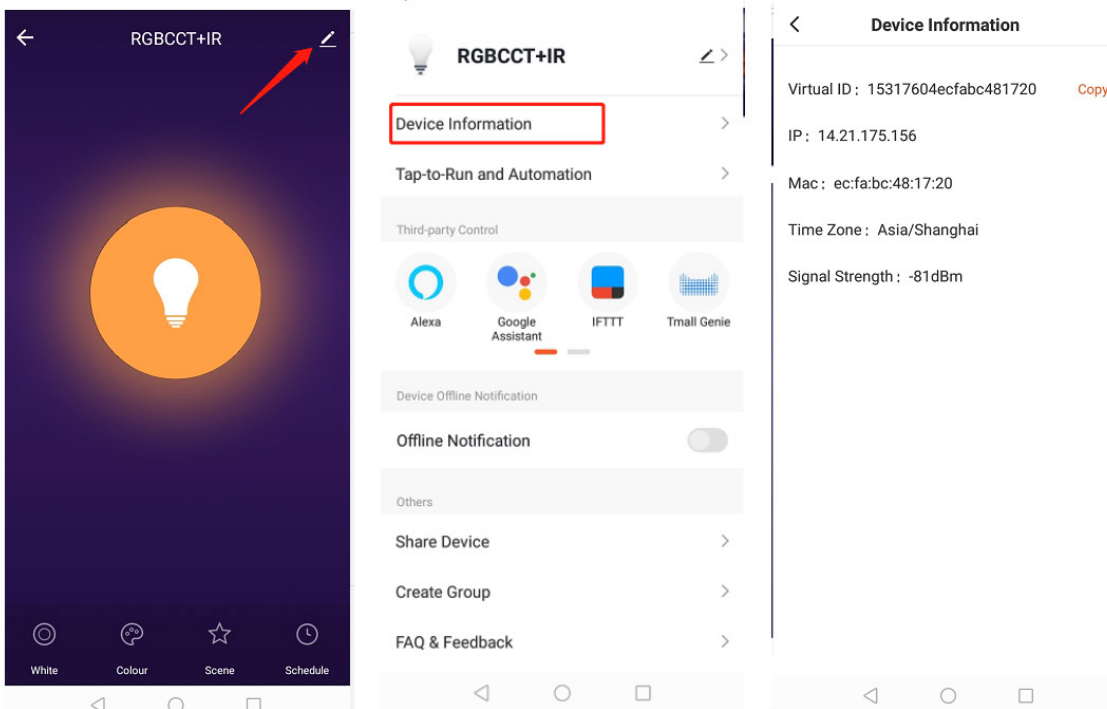 RGBCCT+IR
White
Colour
Scene
Schedule
RGBCCT+IR
Device Information
Tap-to-Run and Automation
Third-party Control
Alexa
Google
Assistant
IFTTT
Tmall Genie
Device Offline Notification
Offline Notification
Others
Share Device
Create Group
FAQ & Feedback
Device Information
Virtual ID: 15317604ecfabc481720 Copy
IP: 14.21.175.156
Mac: ec:fa:bc:48:17:20
Time Zone: Asia/Shanghai
Signal Strength: -81dBm